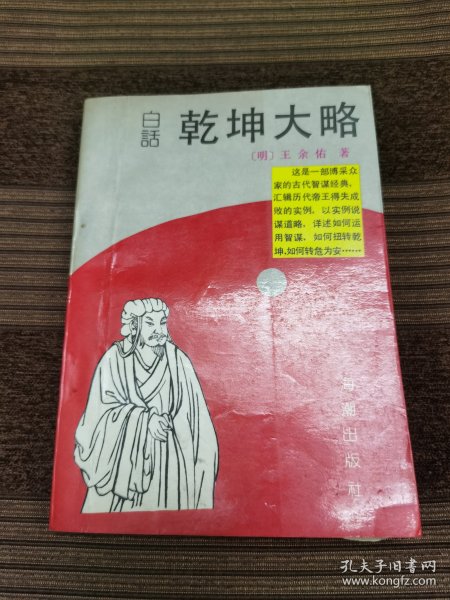 白話 乾坤大略
〔明〕王余佑 著
这是一部博采众
家的古代智谋经典,
汇辑历代帝王得失成
败的实例,以实例说
谋道略,详述如何运
用智谋,如何扭转乾
坤,如何转危为安……
海潮出版社
孔夫子旧书网
www.kongfz.com